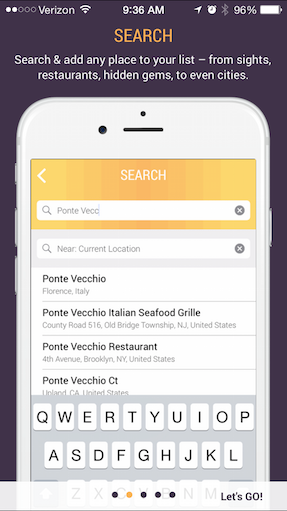 Verizon 9:36 AM 96%
SEARCH
Search & add any place to your list – from sights,
restaurants, hidden gems, to even cities.
SEARCH
Ponte Vecc
Near: Current Location
Ponte Vecchio
Florence, Italy
Ponte Vecchio Italian Seafood Grille
County Road 516, Old Bridge Township, NJ, United States
Ponte Vecchio Restaurant
4th Avenue, Brooklyn, NY, United States
Ponte Vecchio Ct
Upland, CA, United States
Q W E R T Y U I O P
A S D F G H J K L
Z X C V B N M
Let's GO!